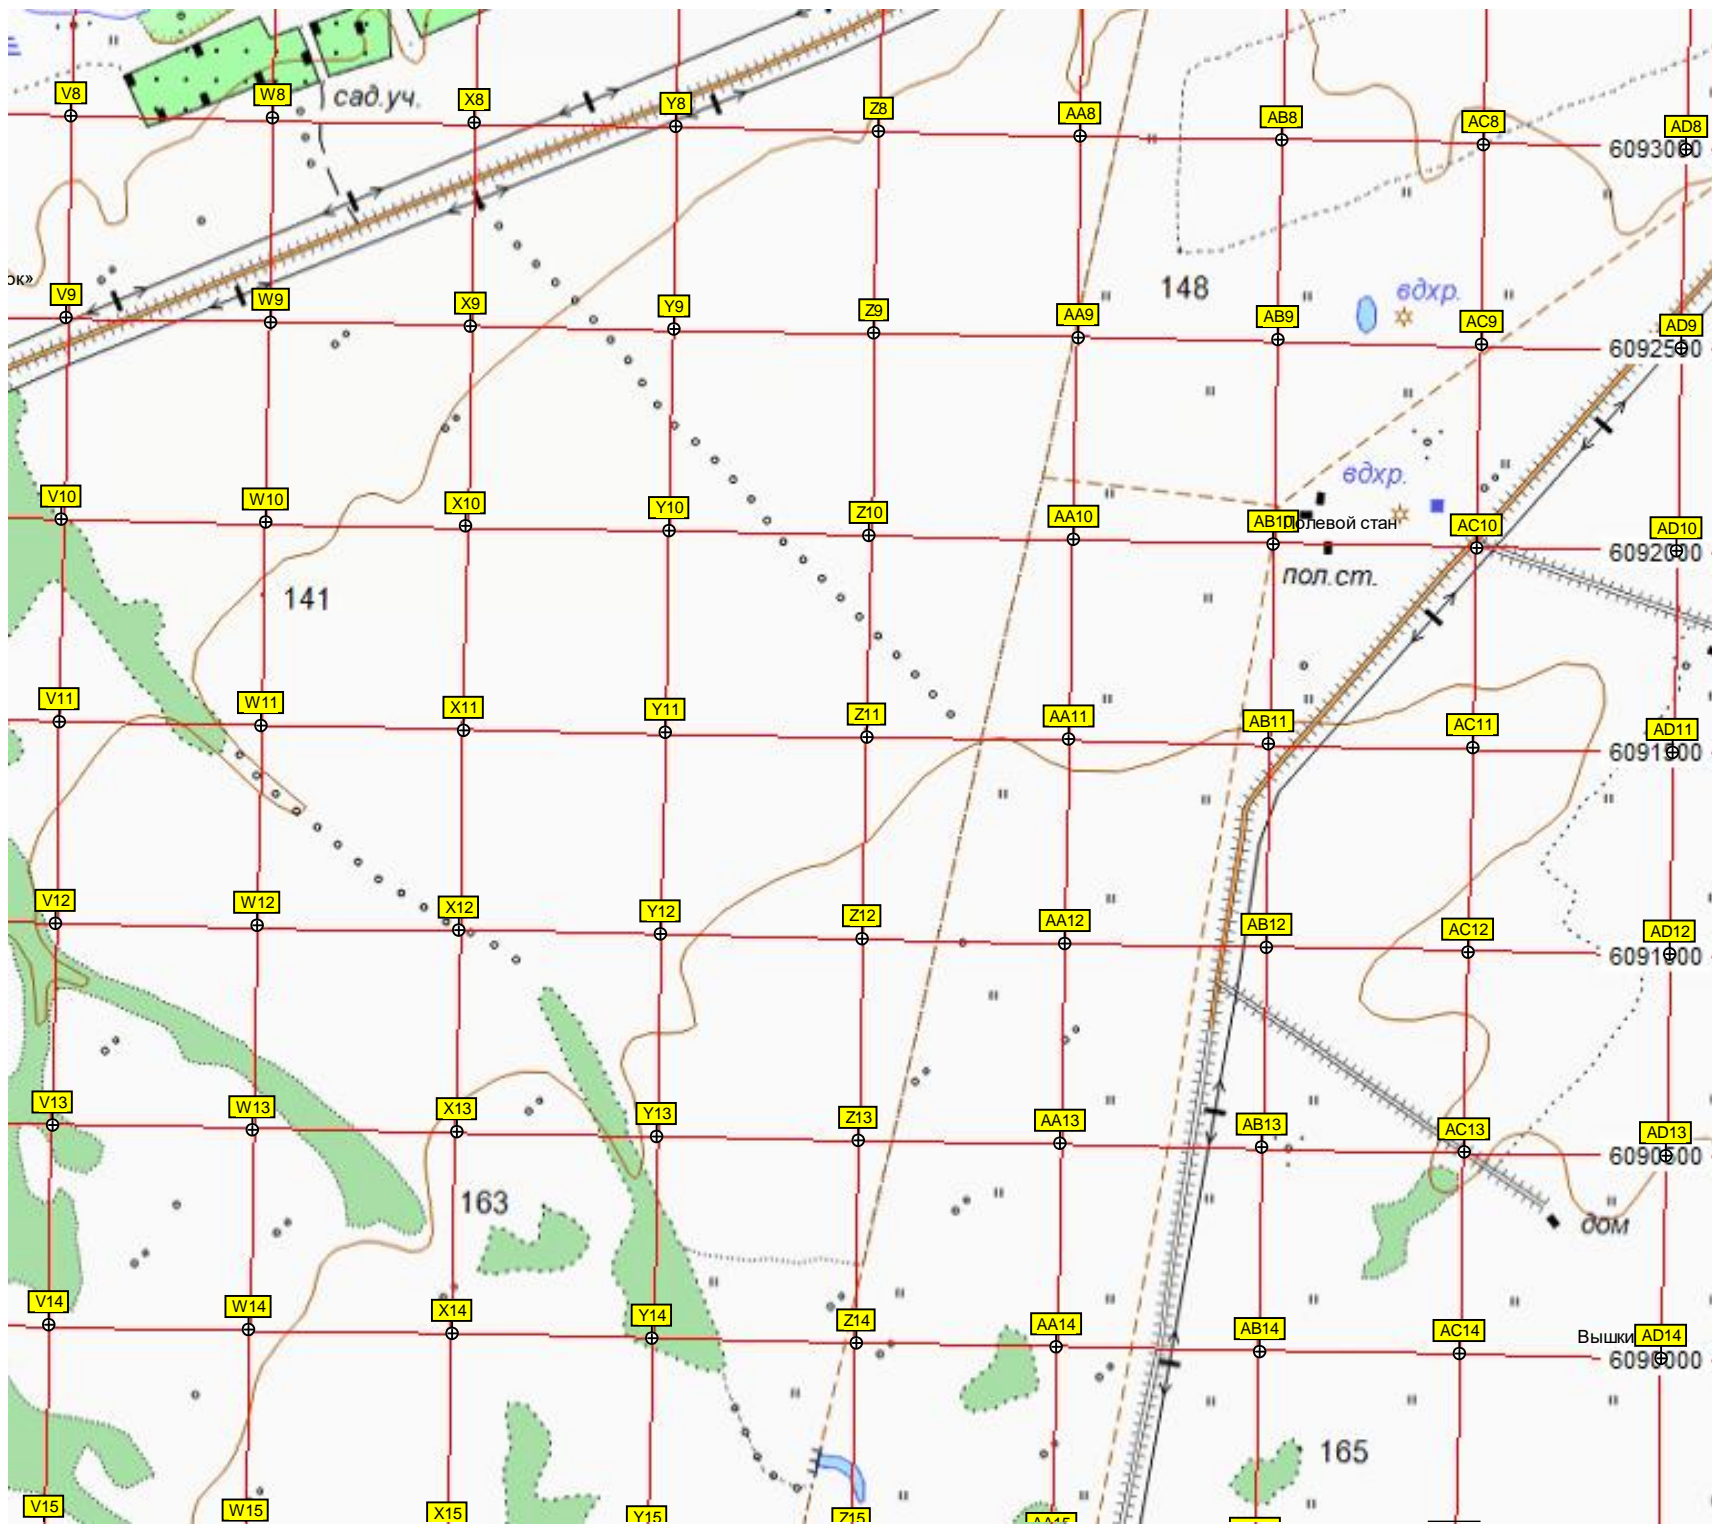 сад.уч.
V8 W8 X8 Y8 Z8 AA8 AB8 AC8 AD8
6093000
ок»
148
вдхр.
V9 W9 X9 Y9 Z9 AA9 AB9 AC9 AD9
6092500
вдхр.
V10 W10 X10 Y10 Z10 AA10 AB10 Полевой стан AC10 AD10
6092000
пол.ст.
141
V11 W11 X11 Y11 Z11 AA11 AB11 AC11 AD11
6091500
V12 W12 X12 Y12 Z12 AA12 AB12 AC12 AD12
6091000
V13 W13 X13 Y13 Z13 AA13 AB13 AC13 AD13
6090500
163
дом
V14 W14 X14 Y14 Z14 AA14 AB14 AC14 Вышки AD14
6090000
165
V15 W15 X15 Y15 Z15 AA15